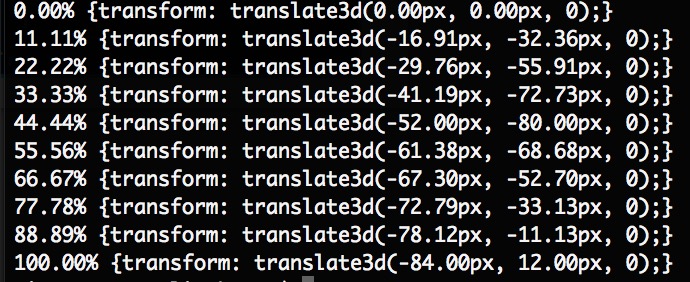 0.00% {transform: translate3d(0.00px, 0.00px, 0);}
11.11% {transform: translate3d(-16.91px, -32.36px, 0);}
22.22% {transform: translate3d(-29.76px, -55.91px, 0);}
33.33% {transform: translate3d(-41.19px, -72.73px, 0);}
44.44% {transform: translate3d(-52.00px, -80.00px, 0);}
55.56% {transform: translate3d(-61.38px, -68.68px, 0);}
66.67% {transform: translate3d(-67.30px, -52.70px, 0);}
77.78% {transform: translate3d(-72.79px, -33.13px, 0);}
88.89% {transform: translate3d(-78.12px, -11.13px, 0);}
100.00% {transform: translate3d(-84.00px, 12.00px, 0);}